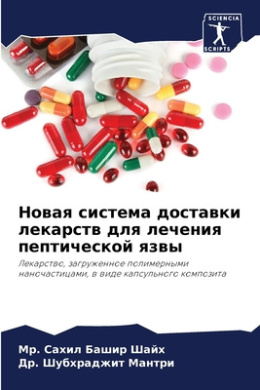 SCIENCIA
SCRIPTS
Новая система доставки
лекарств для лечения
пептической язвы
Лекарство, загруженное полимерными
наночастицами, в виде капсульного композита
Мр. Сахил Башир Шайх
Др. Шубхраджит Мантри